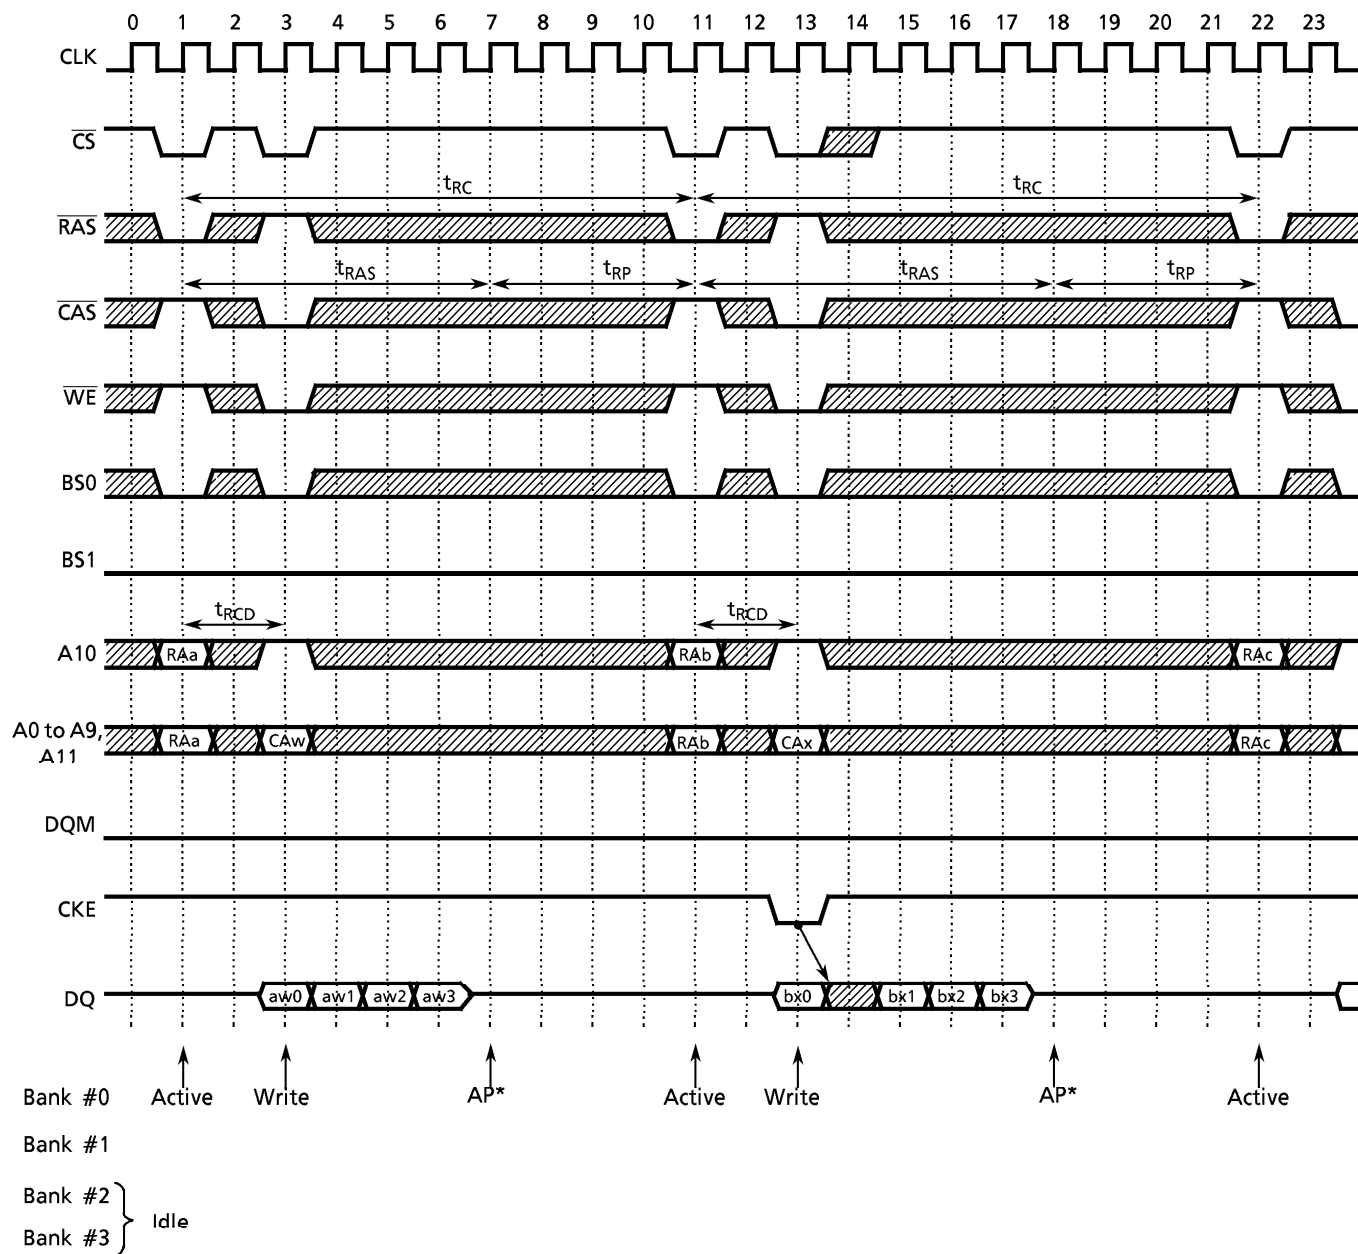 0 1 2 3 4 5 6 7 8 9 10 11 12 13 14 15 16 17 18 19 20 21 22 23
CLK
CS
tRC tRC
RAS
tRAS tRP tRAS tRP
CAS
WE
BS0
BS1
tRCD tRCD
A10 RAa RAb RAc
A0 to A9, RAa CAw RAb CAx RAc
A11
DQM
CKE
DQ aw0 aw1 aw2 aw3 bx0 bx1 bx2 bx3
Bank #0 Active Write AP* Active Write AP* Active
Bank #1
Bank #2
Idle
Bank #3